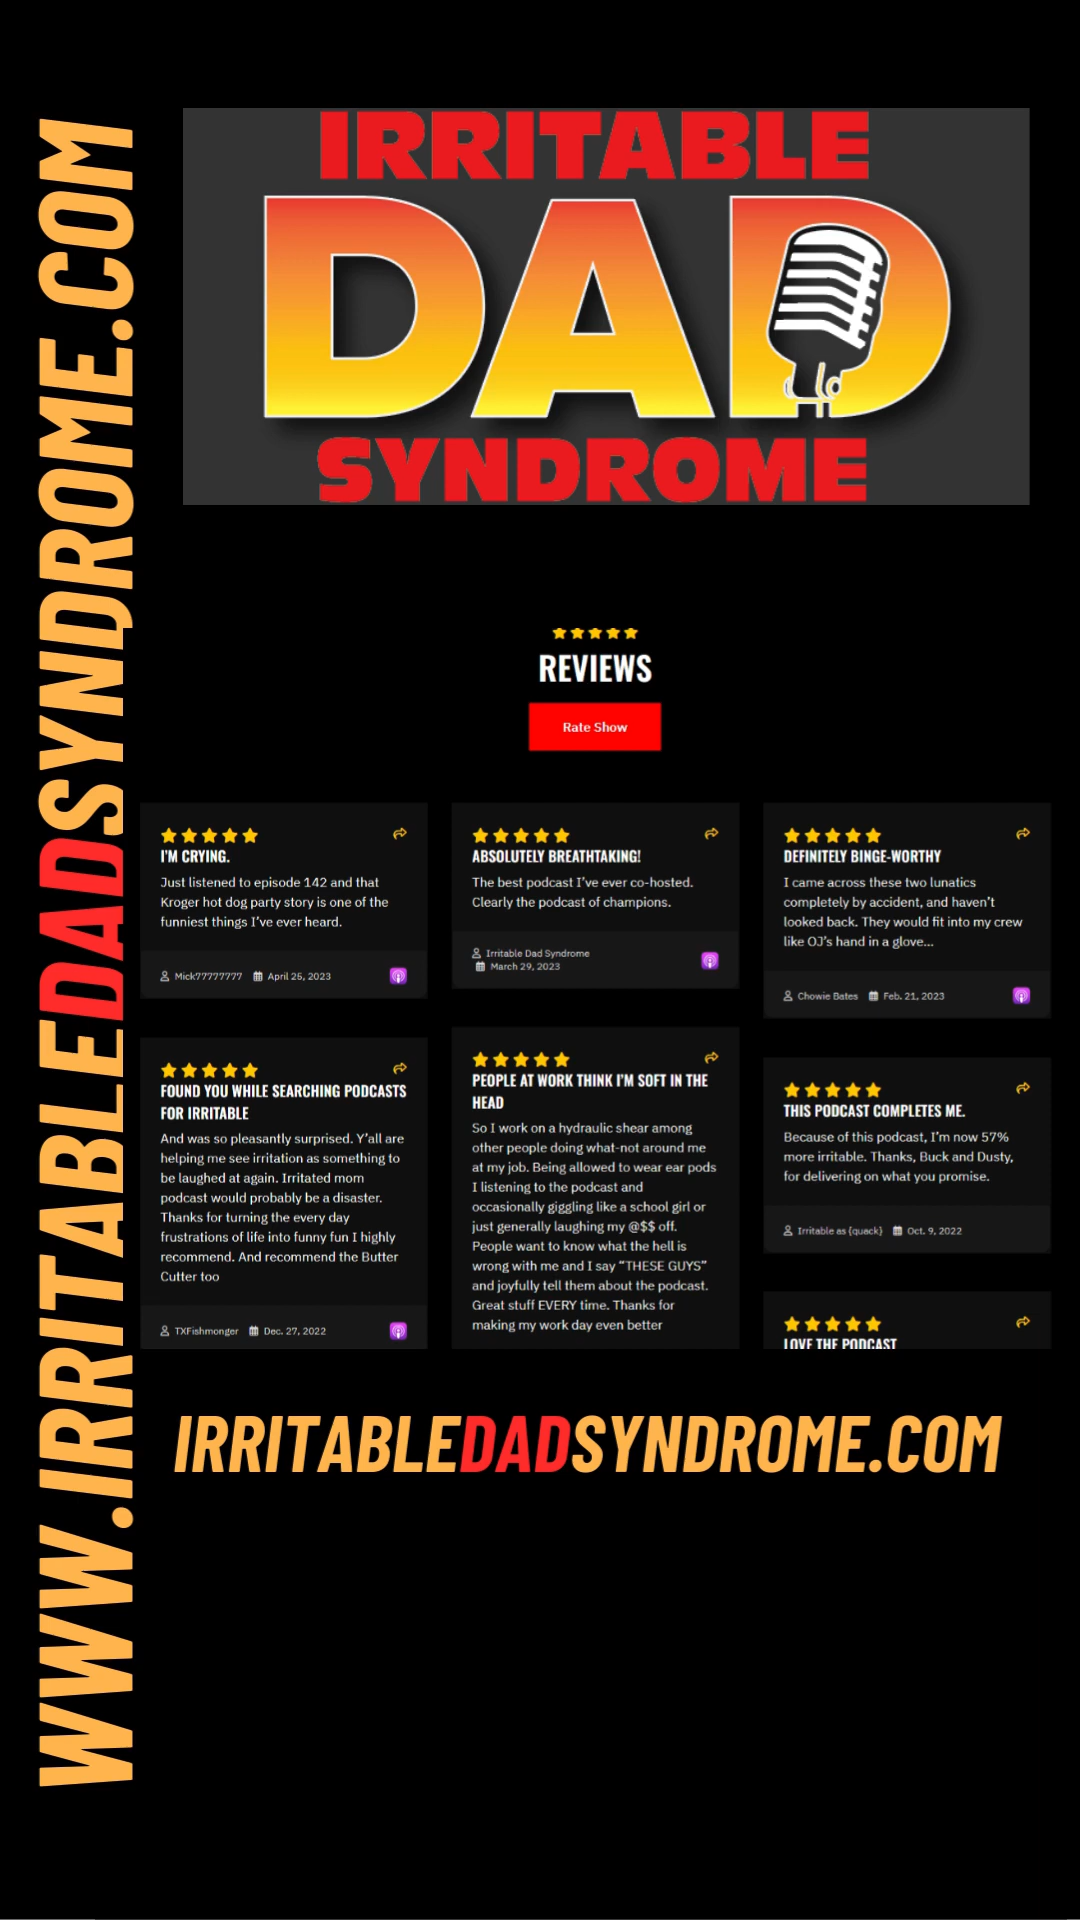 WWW.IRRITABLEDADSYNDROME.COM
IRRITABLE
DAD
SYNDROME
REVIEWS
Rate Show
I'M CRYING.
Just listened to episode 142 and that
Kroger hot dog party story is one of the
funniest things I've ever heard.
Mick77777777 April 25, 2023
ABSOLUTELY BREATHTAKING!
The best podcast I've ever co-hosted.
Clearly the podcast of champions.
Irritable Dad Syndrome
March 29, 2023
DEFINITELY BINGE-WORTHY
I came across these two lunatics
completely by accident, and haven't
looked back. They would fit into my crew
like OJ's hand in a glove...
Chowie Bates Feb. 21, 2023
FOUND YOU WHILE SEARCHING PODCASTS
FOR IRRITABLE
And was so pleasantly surprised. Y'all are
helping me see irritation as something to
be laughed at again. Irritated mom
podcast would probably be a disaster.
Thanks for turning the every day
frustrations of life into funny fun I highly
recommend. And recommend the Butter
Cutter too
TXFishmonger Dec. 27, 2022
PEOPLE AT WORK THINK I'M SOFT IN THE
HEAD
So I work on a hydraulic shear among
other people doing what-not around me
at my job. Being allowed to wear ear pods
I listening to the podcast and
occasionally giggling like a school girl or
just generally laughing my @$$ off.
People want to know what the hell is
wrong with me and I say “THESE GUYS”
and joyfully tell them about the podcast.
Great stuff EVERY time. Thanks for
making my work day even better
THIS PODCAST COMPLETES ME.
Because of this podcast, I'm now 57%
more irritable. Thanks, Buck and Dusty,
for delivering on what you promise.
Irritable as {quack} Oct. 9, 2022
LOVE THE PODCAST
IRRITABLEDADSYNDROME.COM